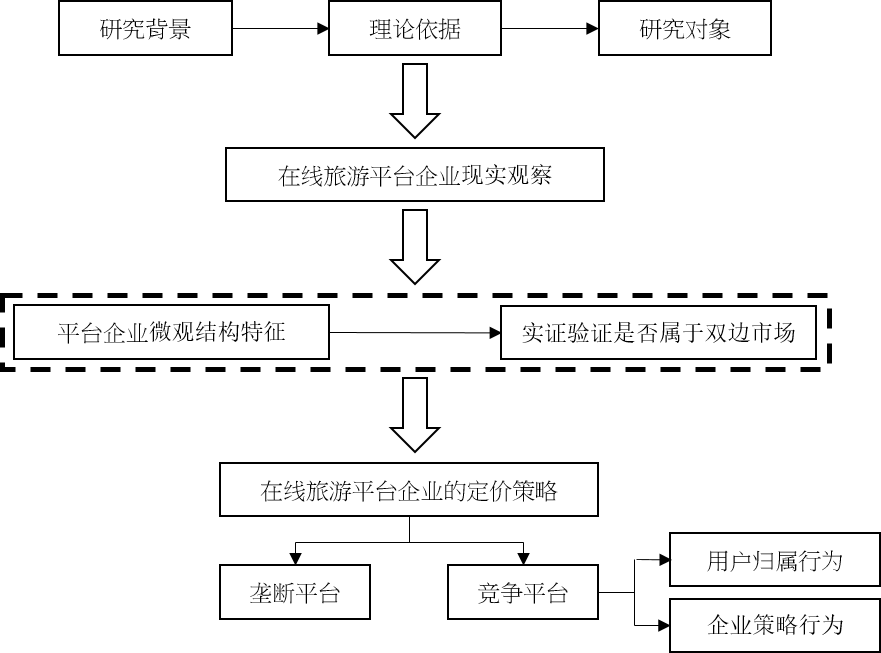 研究背景
理论依据
研究对象
在线旅游平台企业现实观察
平台企业微观结构特征
实证验证是否属于双边市场
在线旅游平台企业的定价策略
垄断平台
竞争平台
用户归属行为
企业策略行为